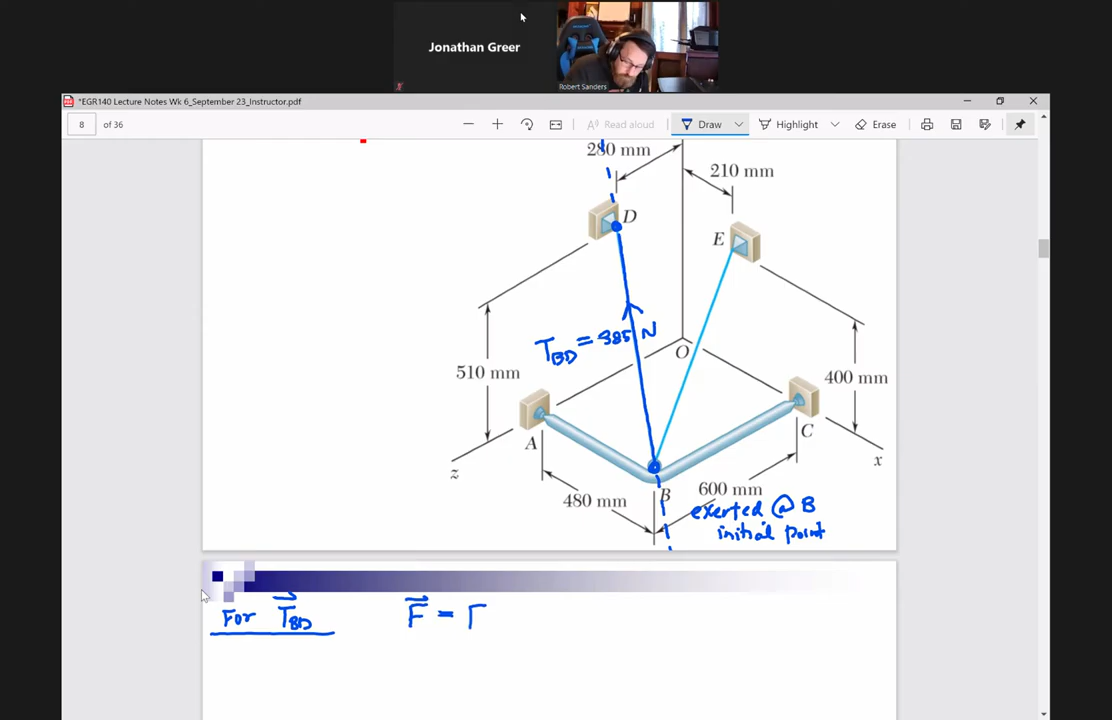 Jonathan Greer
Robert Sanders
*EGR140 Lecture Notes Wk 6_September 23_Instructor.pdf
8 of 36
Read aloud
Draw
Highlight
Erase
280 mm
210 mm
D
E
T_BD = 385 N
O
510 mm
400 mm
A
C
z
x
B
480 mm
600 mm
exerted @ B
initial point
For T_BD
F =